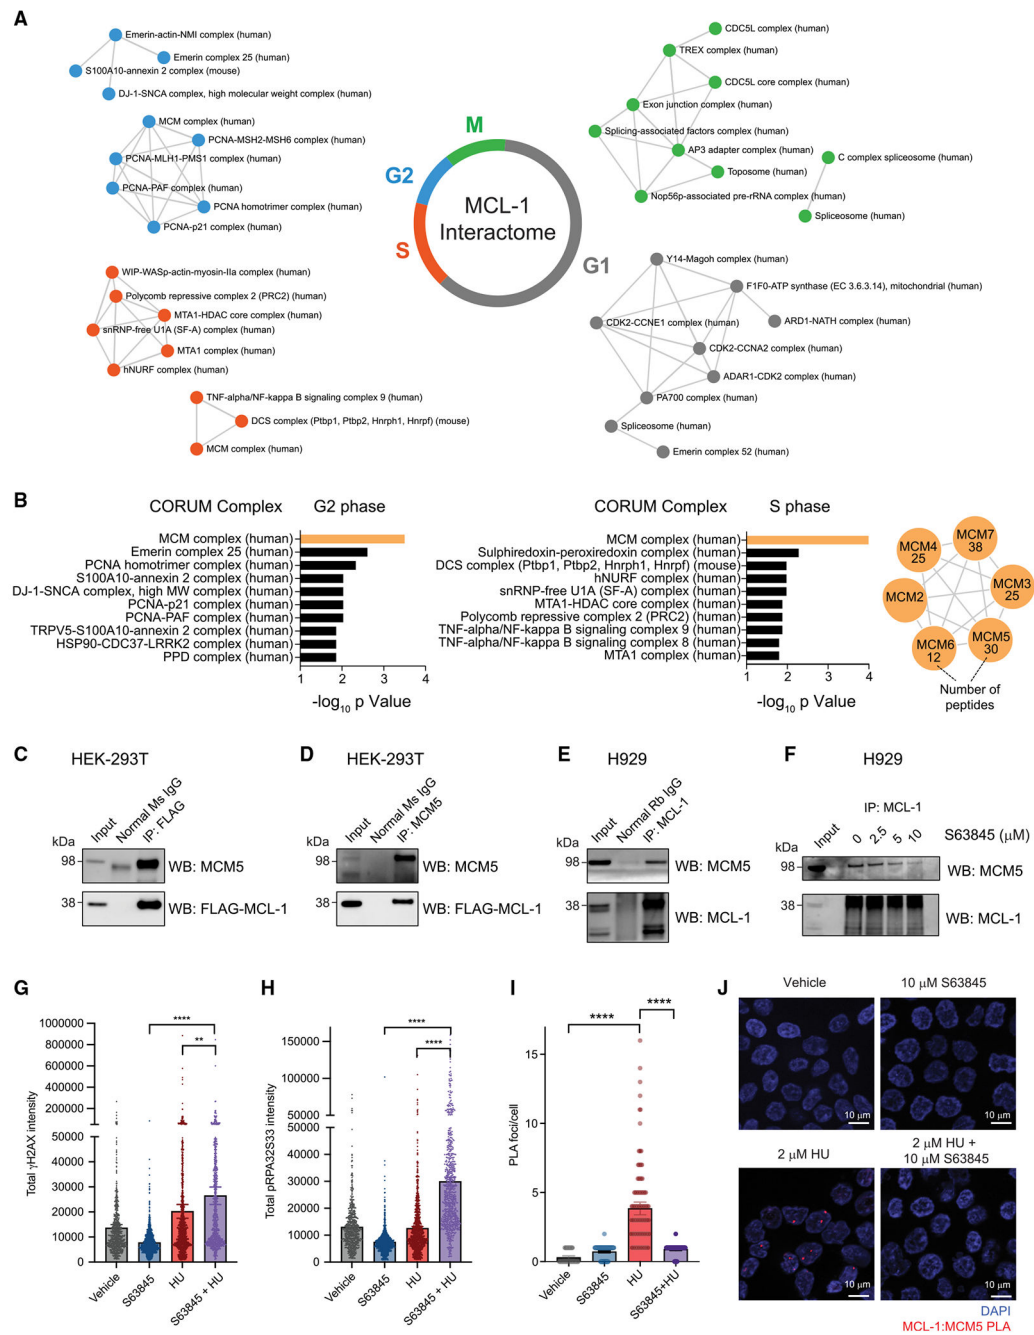 A
Emerin-actin-NMI complex (human)
Emerin complex 25 (human)
S100A10-annexin 2 complex (mouse)
DJ-1-SNCA complex, high molecular weight complex (human)
MCM complex (human)
PCNA-MSH2-MSH6 complex (human)
PCNA-MLH1-PMS1 complex (human)
PCNA-PAF complex (human)
PCNA homotrimer complex (human)
PCNA-p21 complex (human)
WIP-WASp-actin-myosin-IIa complex (human)
Polycomb repressive complex 2 (PRC2) (human)
MTA1-HDAC core complex (human)
snRNP-free U1A (SF-A) complex (human)
MTA1 complex (human)
hNURF complex (human)
TNF-alpha/NF-kappa B signaling complex 9 (human)
DCS complex (Ptbp1, Ptbp2, Hnrph1, Hnrpf) (mouse)
MCM complex (human)
M
G2
S
G1
MCL-1
Interactome
CDC5L complex (human)
TREX complex (human)
CDC5L core complex (human)
Exon junction complex (human)
Splicing-associated factors complex (human)
AP3 adapter complex (human)
C complex spliceosome (human)
Toposome (human)
Nop56p-associated pre-rRNA complex (human)
Spliceosome (human)
Y14-Magoh complex (human)
F1F0-ATP synthase (EC 3.6.3.14), mitochondrial (human)
CDK2-CCNE1 complex (human)
ARD1-NATH complex (human)
CDK2-CCNA2 complex (human)
ADAR1-CDK2 complex (human)
PA700 complex (human)
Spliceosome (human)
Emerin complex 52 (human)
B
CORUM Complex G2 phase
MCM complex (human)
Emerin complex 25 (human)
PCNA homotrimer complex (human)
S100A10-annexin 2 complex (human)
DJ-1-SNCA complex, high MW complex (human)
PCNA-p21 complex (human)
PCNA-PAF complex (human)
TRPV5-S100A10-annexin 2 complex (human)
HSP90-CDC37-LRRK2 complex (human)
PPD complex (human)
1 2 3 4
-log10 p Value
CORUM Complex S phase
MCM complex (human)
Sulphiredoxin-peroxiredoxin complex (human)
DCS complex (Ptbp1, Ptbp2, Hnrph1, Hnrpf) (mouse)
hNURF complex (human)
snRNP-free U1A (SF-A) complex (human)
MTA1-HDAC core complex (human)
Polycomb repressive complex 2 (PRC2) (human)
TNF-alpha/NF-kappa B signaling complex 9 (human)
TNF-alpha/NF-kappa B signaling complex 8 (human)
MTA1 complex (human)
1 2 3 4
-log10 p Value
MCM7
38
MCM4
25
MCM3
25
MCM2
MCM5
30
MCM6
12
Number of
peptides
C
HEK-293T
Input
Normal Ms IgG
IP: FLAG
kDa
98
WB: MCM5
38
WB: FLAG-MCL-1
D
HEK-293T
Input
Normal Ms IgG
IP: MCM5
kDa
98
WB: MCM5
38
WB: FLAG-MCL-1
E
H929
Input
Normal Rb IgG
IP: MCL-1
kDa
98
WB: MCM5
38
WB: MCL-1
F
H929
IP: MCL-1
Input
0 2.5 5 10 S63845 (μM)
kDa
98
WB: MCM5
38
WB: MCL-1
G
Total γH2AX intensity
1000000
800000
600000
400000
200000
50000
40000
30000
20000
10000
0
****
**
Vehicle
S63845
HU
S63845 + HU
H
Total pRPA32S33 intensity
150000
100000
50000
50000
40000
30000
20000
10000
0
****
****
Vehicle
S63845
HU
S63845 + HU
I
PLA foci/cell
15
10
5
0
****
****
Vehicle
S63845
HU
S63845+HU
J
Vehicle
10 μM S63845
10 μm
10 μm
2 μM HU
2 μM HU +
10 μM S63845
10 μm
10 μm
DAPI
MCL-1:MCM5 PLA